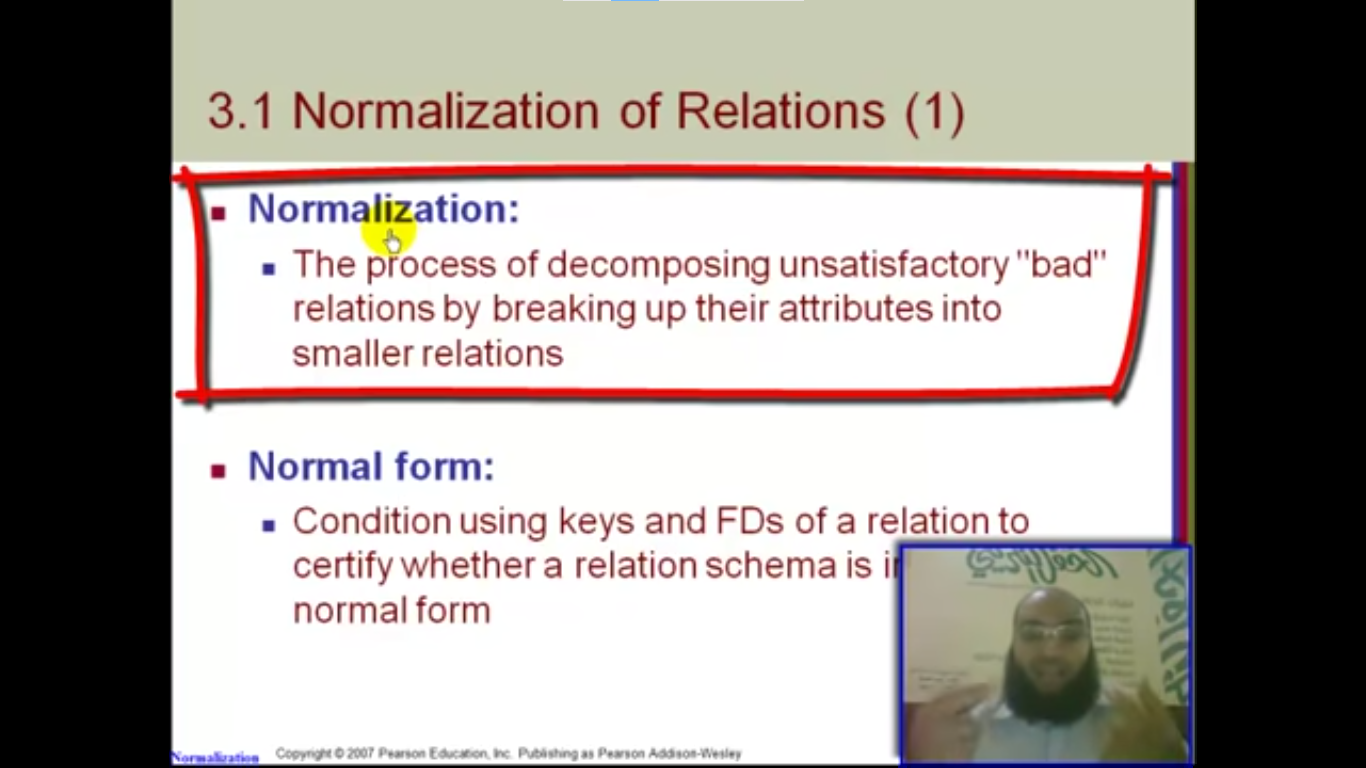 3.1 Normalization of Relations (1)
Normalization:
The process of decomposing unsatisfactory "bad"
relations by breaking up their attributes into
smaller relations
Normal form:
Condition using keys and FDs of a relation to
certify whether a relation schema is
normal form
Normalization
Copyright © 2007 Pearson Education, Inc. Publishing as Pearson Addison-Wesley